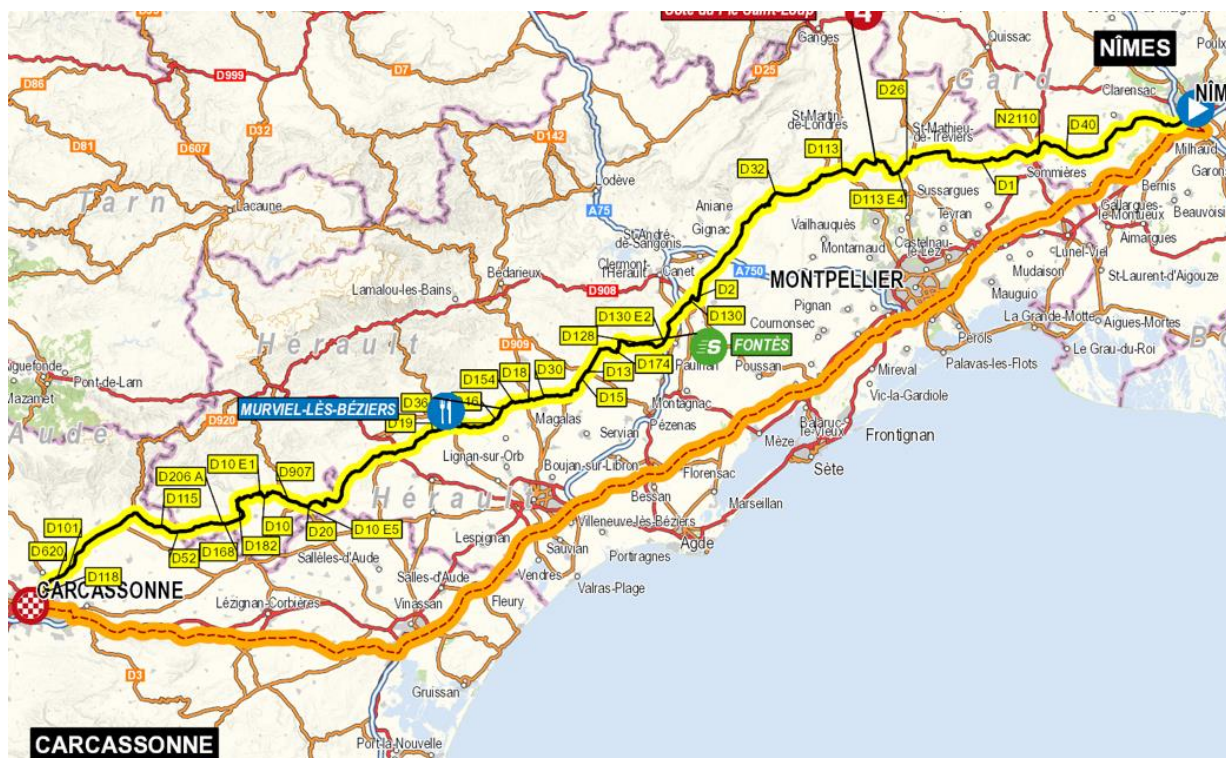 Côte du Pic Saint-Loup
4
Ganges
Quissac
NÎMES
D86
D999
D7
D25
Gard
Clarensac
D26
St-Martin-
de-Londres
N2110
D40
NÎM
D32
D142
D113
St-Mathieu-
de-Tréviers
Milhaud
D81
D607
Lodève
D32
D1
Sommières
Bernis
D113 E4
Sussargues
Gallargues-
le-Montueux
Beauvoisi
Tarn
Lacaune
A75
Aniane
Gignac
Vailhauquès
Teyran
Aimargues
St-André-
de-Sangonis
Montarnaud
Castelnau-
le-Lez
Lunel-Viel
Clermont-
l'Hérault
Canet
A750
MONTPELLIER
Mudaison
St-Laurent-d'Aigouze
Bédarieux
D908
Lamalou-les-Bains
D2
Pignan
Mauguio
D130 E2
D130
Cournonsec
La Grande-Motte
Aigues-Mortes
Hérault
D128
FONTÈS
Pérols
D909
S
Palavas-les-Flots
Le Grau-du-Roi
D174
Paulhan
Poussan
Mireval
Pont-de-Larn
D154
D18
D30
D13
Vic-la-Gardiole
Mazamet
D36
D15
Montagnac
MURVIEL-LÈS-BÉZIERS
Magalas
Pézenas
Balaruc-
le-Vieux
D920
D19
Servian
Mèze
Frontignan
Aude
Lignan-sur-Orb
Boujan-sur-Libron
Florensac
Sète
D10 E1
D907
D206 A
Hérault
Bessan
Marseillan
D115
D101
D10
D20
D10 E5
Villeneuve-lès-Béziers
D620
D52
D168
D182
Lespignan
Sauvian
Agde
Portiragnes
D118
Sallèles-d'Aude
Vendres
CARCASSONNE
Salles-d'Aude
Valras-Plage
Lézignan-Corbières
Vinassan
Fleury
D3
Gruissan
CARCASSONNE
Port-la-Nouvelle